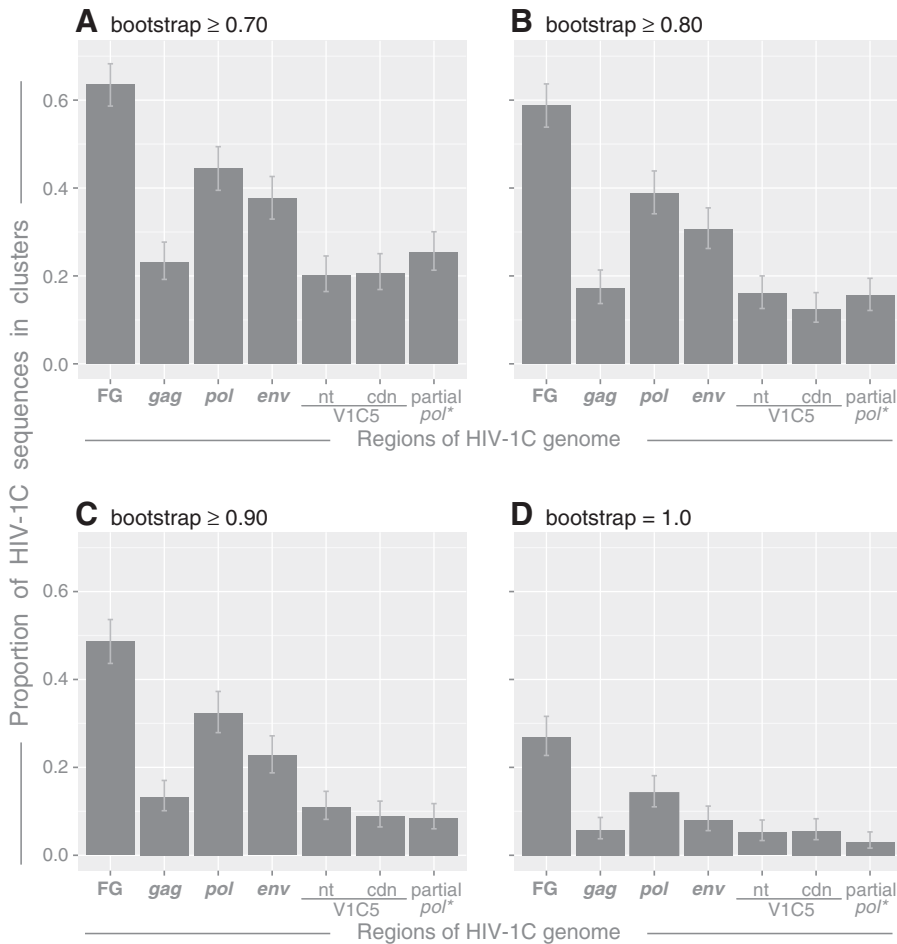 A bootstrap ≥ 0.70
B bootstrap ≥ 0.80
Proportion of HIV-1C sequences in clusters
0.6
0.4
0.2
0.0
FG gag pol env nt cdn partial
V1C5 pol*
FG gag pol env nt cdn partial
V1C5 pol*
Regions of HIV-1C genome
C bootstrap ≥ 0.90
D bootstrap = 1.0
0.6
0.4
0.2
0.0
FG gag pol env nt cdn partial
V1C5 pol*
FG gag pol env nt cdn partial
V1C5 pol*
Regions of HIV-1C genome